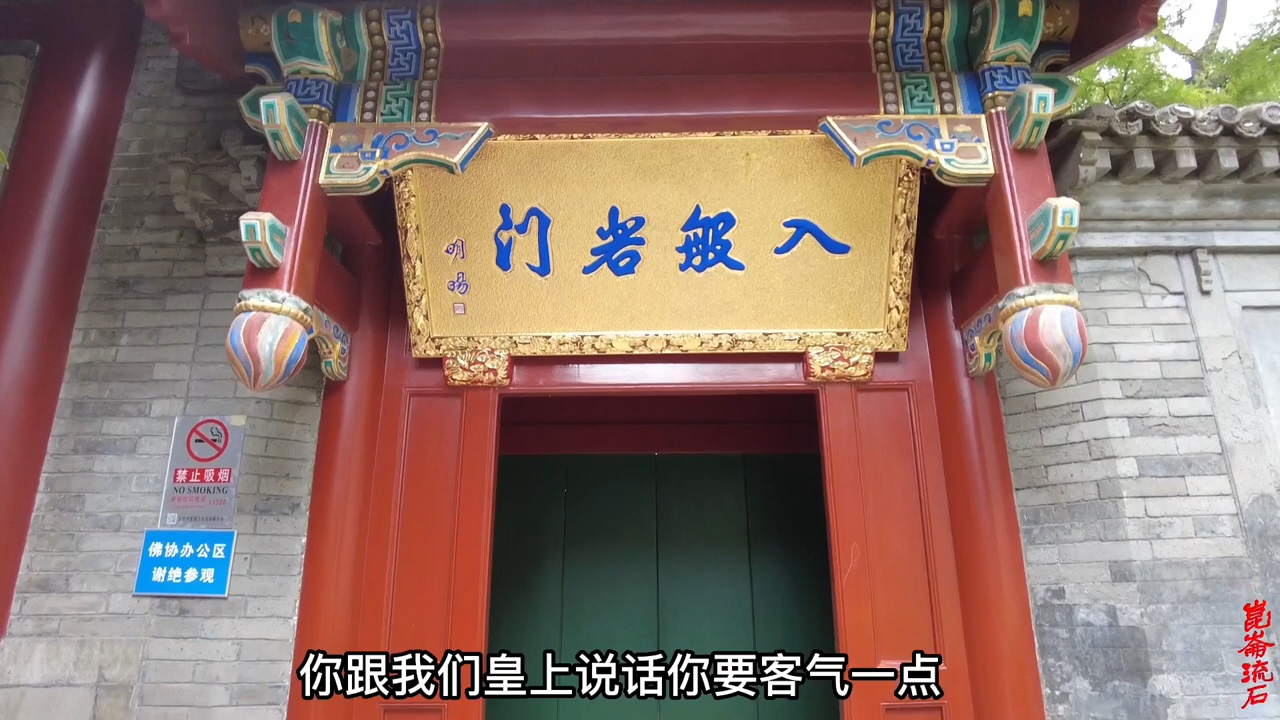 入般若门
明旸
禁止吸烟
NO SMOKING
佛协办公区
谢绝参观
你跟我们皇上说话你要客气一点
崑崙流石